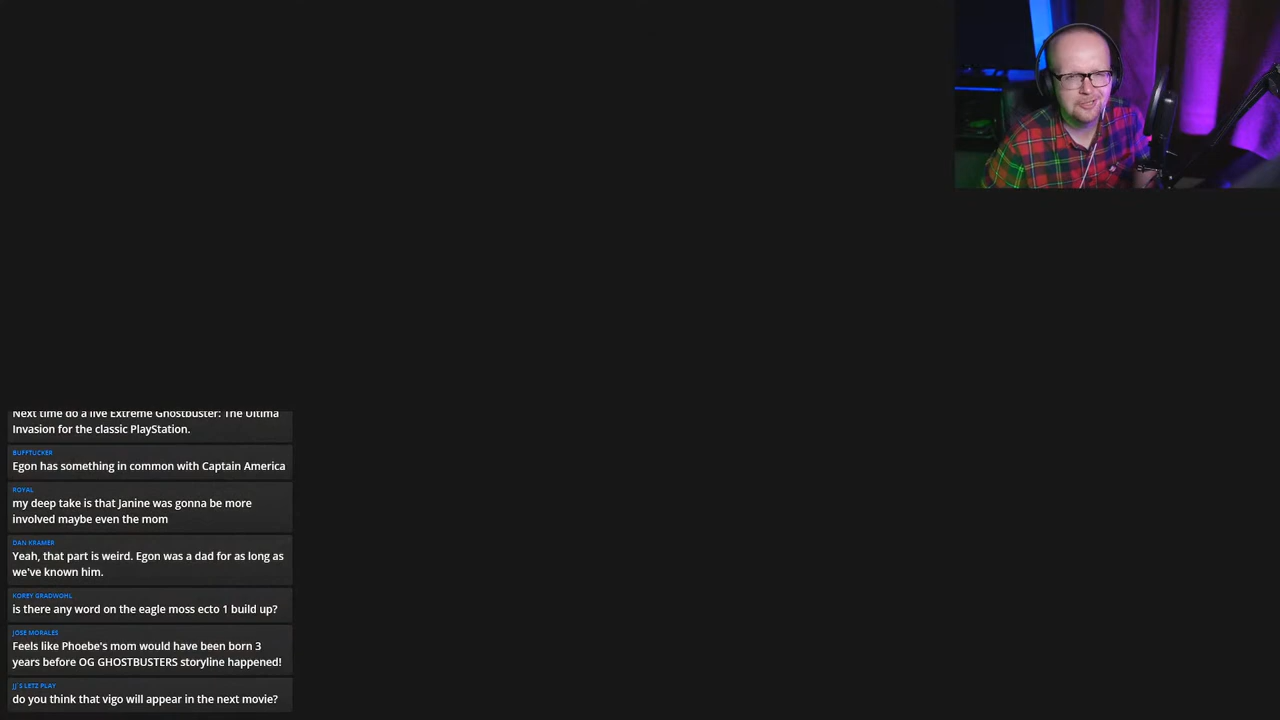 Next time do a live Extreme Ghostbuster: The Ultima
Invasion for the classic PlayStation.
BUFFTUCKER
Egon has something in common with Captain America
ROYAL
my deep take is that Janine was gonna be more
involved maybe even the mom
DAN KRAMER
Yeah, that part is weird. Egon was a dad for as long as
we've known him.
KOREY GRADWOHL
is there any word on the eagle moss ecto 1 build up?
JOSE MORALES
Feels like Phoebe's mom would have been born 3
years before OG GHOSTBUSTERS storyline happened!
JJ'S LETZ PLAY
do you think that vigo will appear in the next movie?